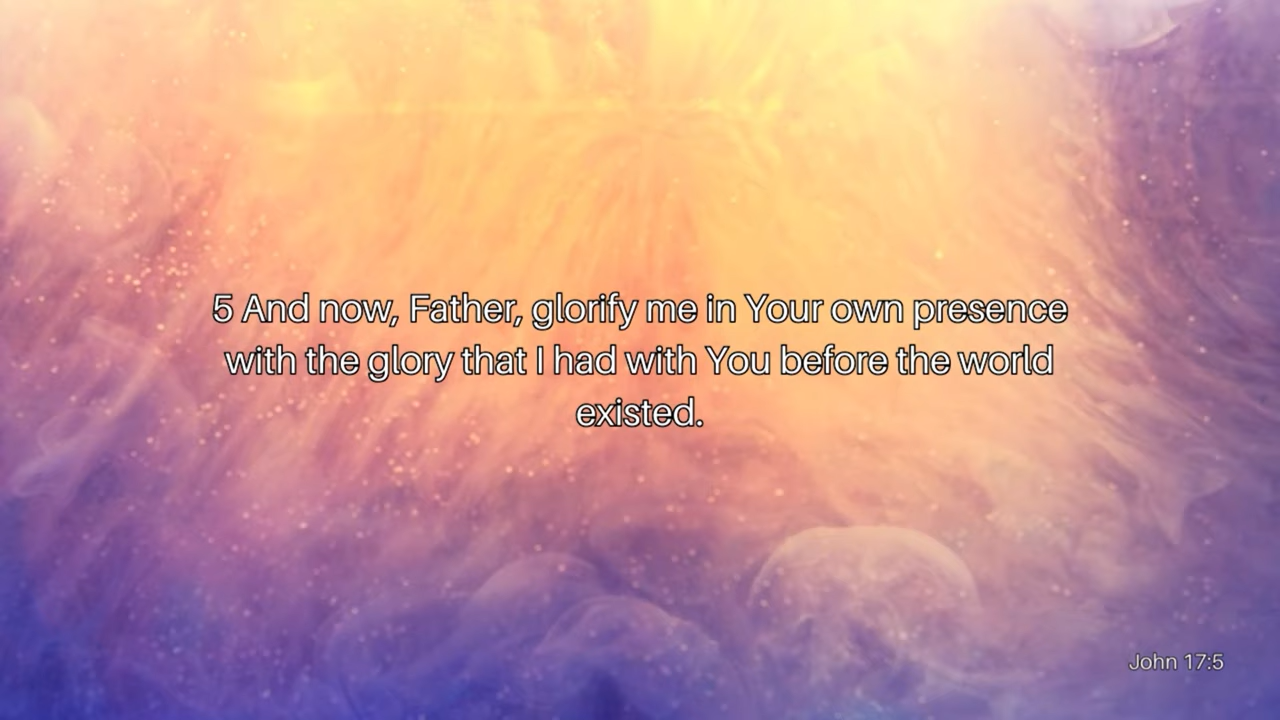 5 And now, Father, glorify me in Your own presence
with the glory that I had with You before the world
existed.
John 17:5